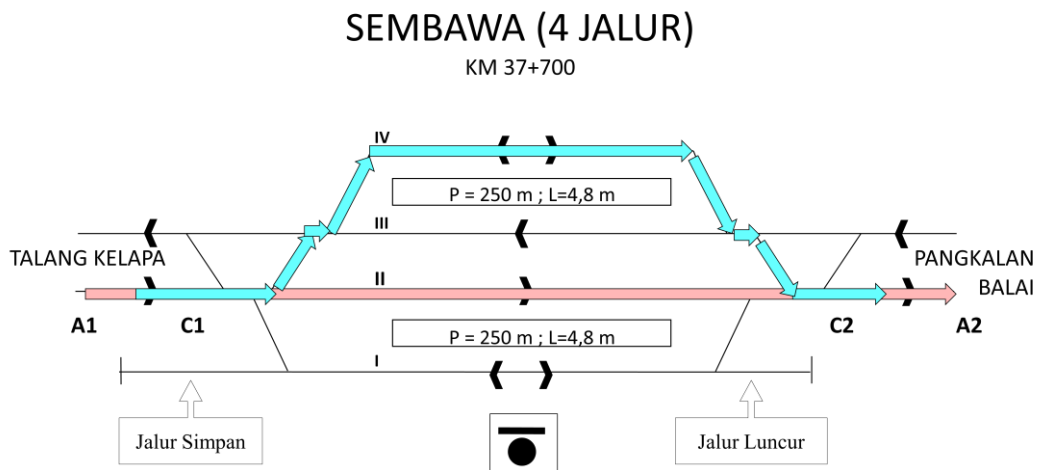 SEMBAWA (4 JALUR)
KM 37+700
IV
P = 250 m ; L=4,8 m
III
TALANG KELAPA
PANGKALAN
BALAI
II
A1
C1
C2
A2
P = 250 m ; L=4,8 m
I
Jalur Simpan
Jalur Luncur